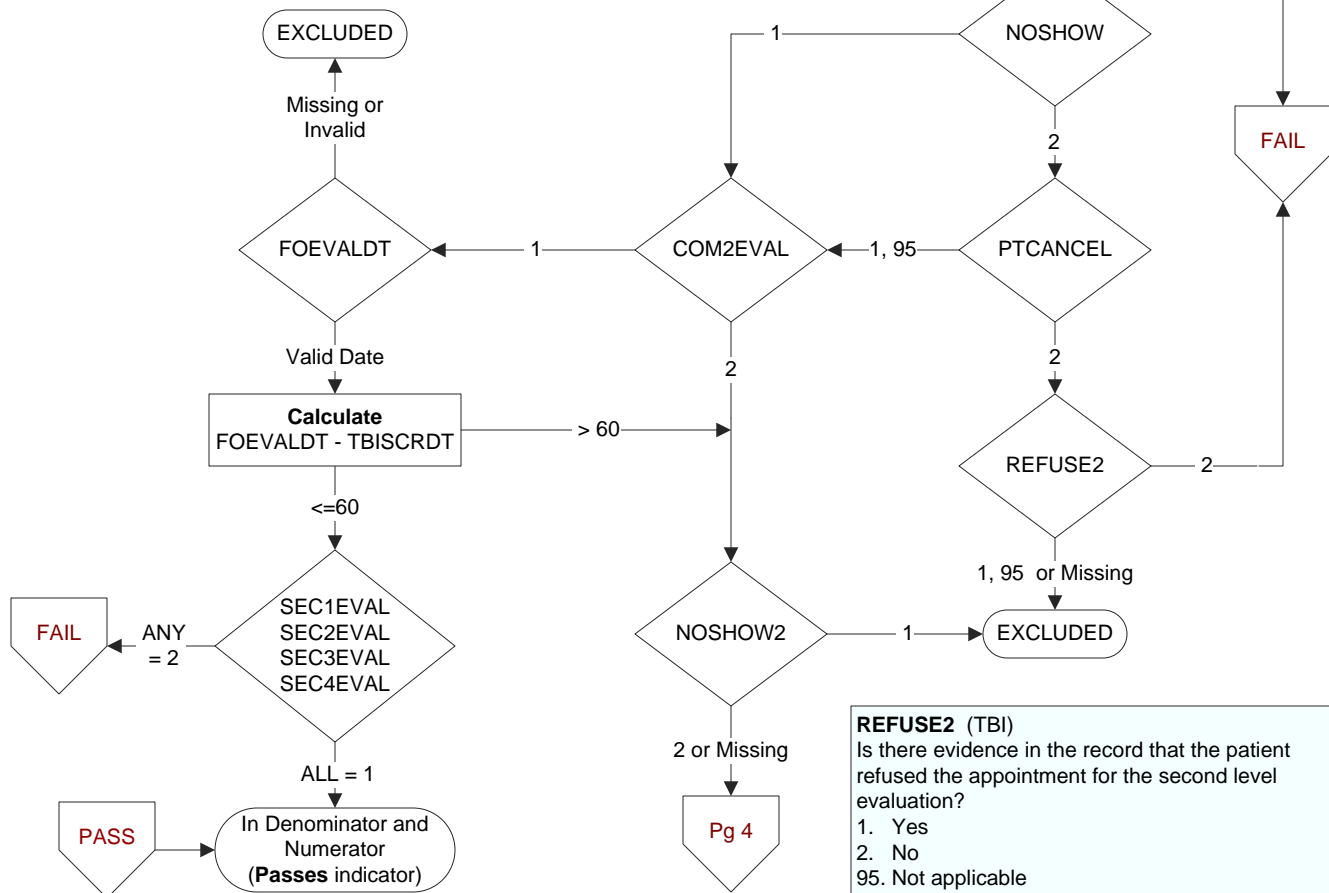 EXCLUDED
NOSHOW
1
Missing or
Invalid
2
FAIL
FOEVALDT
1
COM2EVAL
1, 95
PTCANCEL
Valid Date
2
2
Calculate
FOEVALDT - TBISCRDT
> 60
REFUSE2
2
<=60
1, 95 or Missing
SEC1EVAL
SEC2EVAL
SEC3EVAL
SEC4EVAL
FAIL
ANY
= 2
NOSHOW2
1
EXCLUDED
2 or Missing
ALL = 1
PASS
In Denominator and
Numerator
(Passes indicator)
Pg 4
REFUSE2 (TBI)
Is there evidence in the record that the patient
refused the appointment for the second level
evaluation?
1. Yes
2. No
95. Not applicable